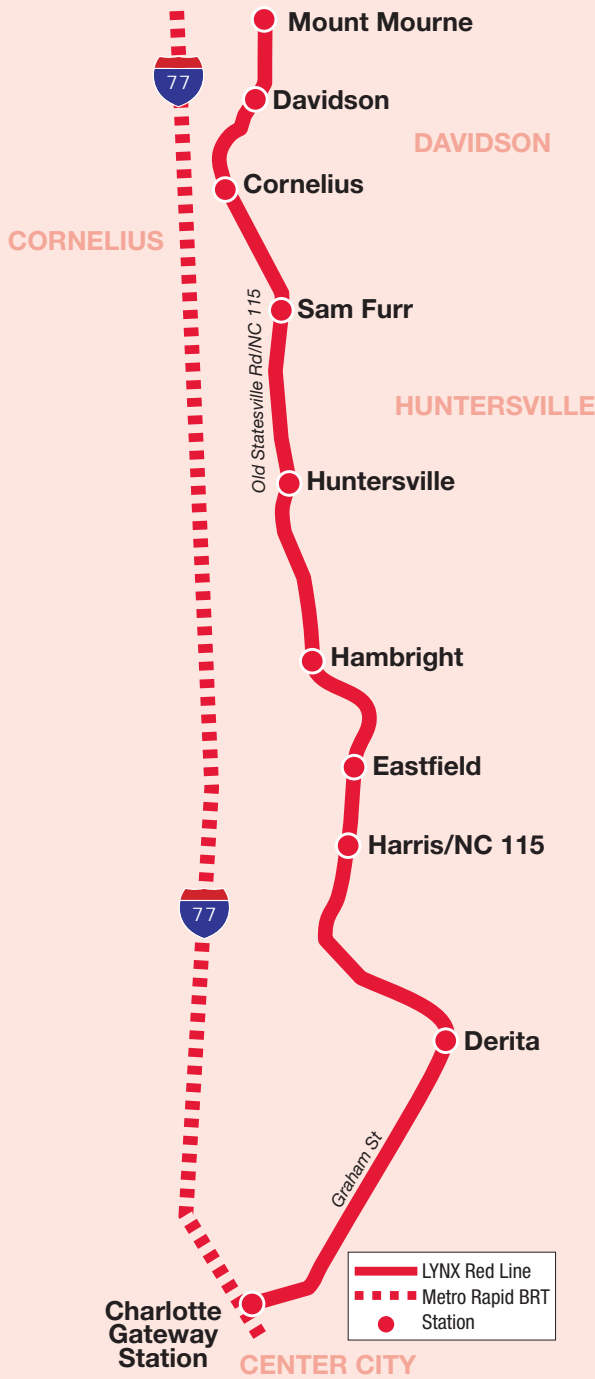 Mount Mourne
77
Davidson
DAVIDSON
Cornelius
CORNELIUS
Sam Furr
Old Statesville Rd/NC 115
HUNTERSVILLE
Huntersville
Hambright
Eastfield
Harris/NC 115
77
Derita
Graham St
LYNX Red Line
Metro Rapid BRT
Station
Charlotte
Gateway
Station
CENTER CITY